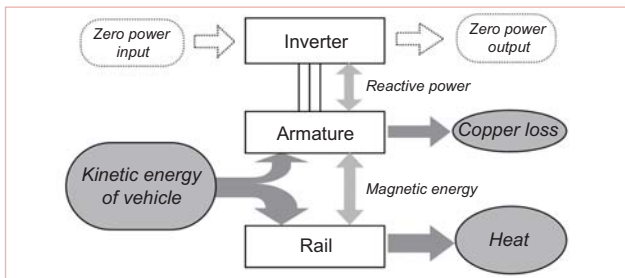 Zero power
input
Inverter
Zero power
output
Reactive power
Armature
Copper loss
Kinetic energy
of vehicle
Magnetic energy
Rail
Heat